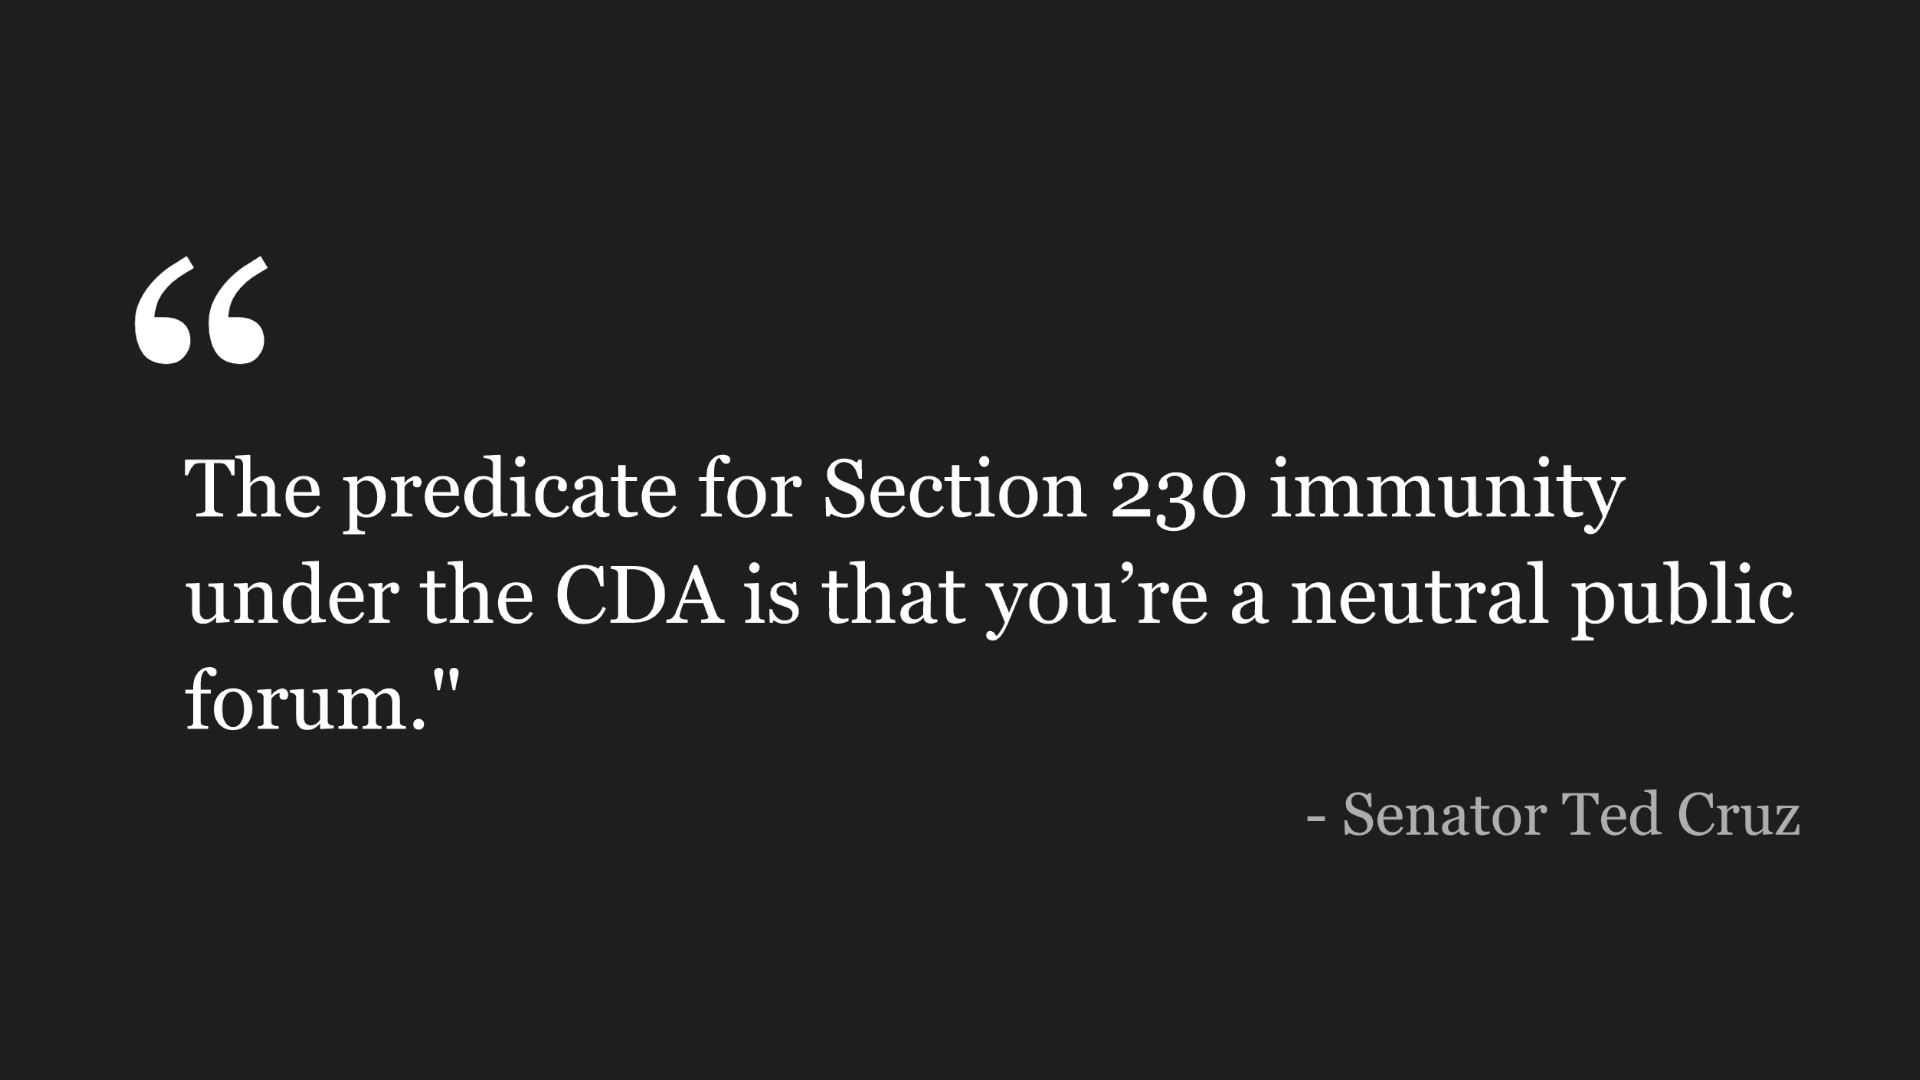 “
The predicate for Section 230 immunity
under the CDA is that you’re a neutral public
forum."
- Senator Ted Cruz